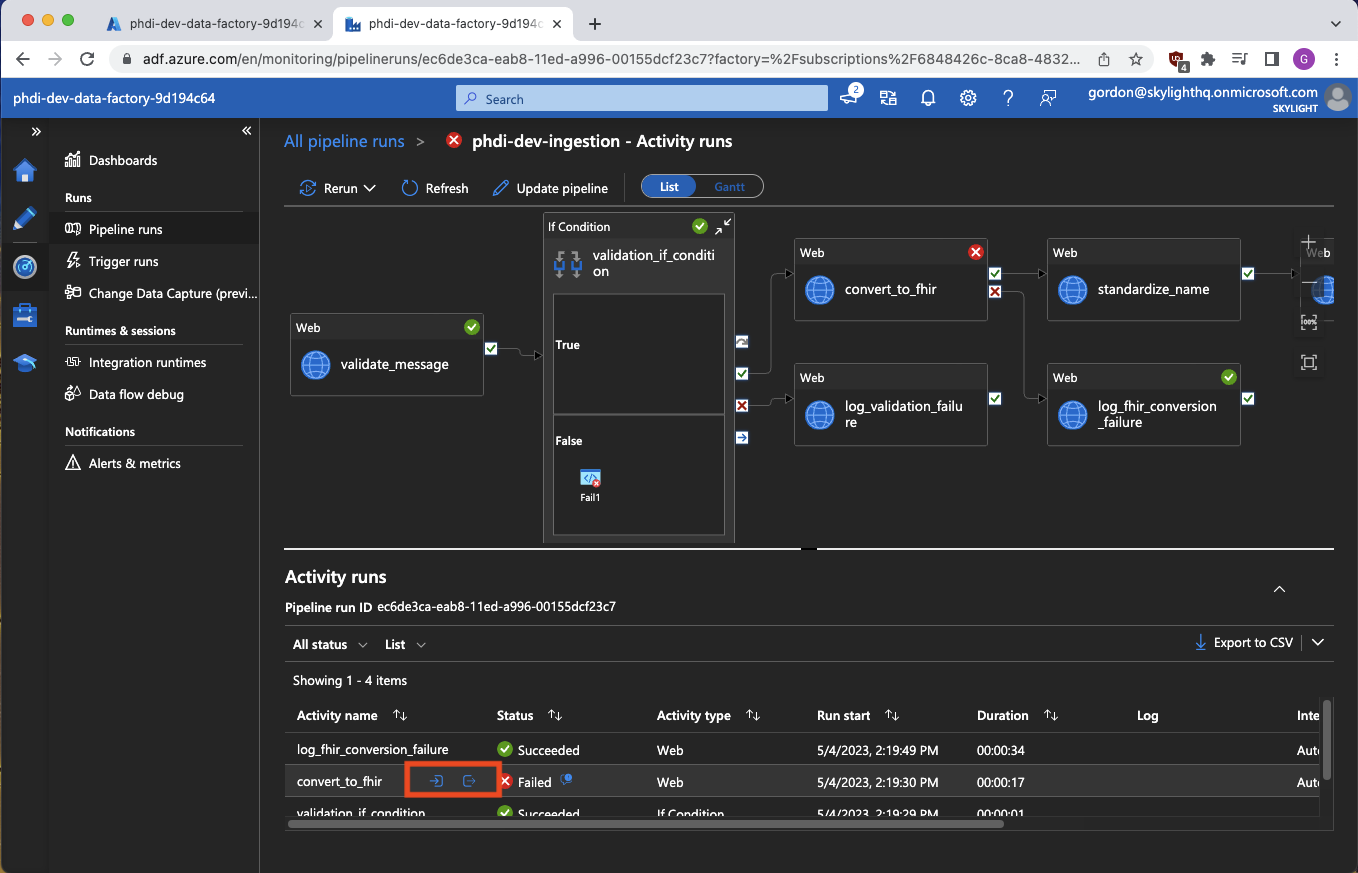 phdi-dev-data-factory-9d194c
phdi-dev-data-factory-9d194c
adf.azure.com/en/monitoring/pipelineruns/ec6de3ca-eab8-11ed-a996-00155dcf23c7?factory=%2Fsubscriptions%2F6848426c-8ca8-4832...
4
G
phdi-dev-data-factory-9d194c64
Search
2
gordon@skylighthq.onmicrosoft.com
SKYLIGHT
Dashboards
Runs
Pipeline runs
Trigger runs
Change Data Capture (previ...
Runtimes & sessions
Integration runtimes
Data flow debug
Notifications
Alerts & metrics
All pipeline runs > phdi-dev-ingestion - Activity runs
Rerun
Refresh
Update pipeline
List
Gantt
If Condition
validation_if_conditi
on
True
False
Fail1
Web
validate_message
Web
convert_to_fhir
Web
standardize_name
Web
100%
Web
log_validation_failu
re
Web
log_fhir_conversion
_failure
Activity runs
Pipeline run ID ec6de3ca-eab8-11ed-a996-00155dcf23c7
All status
List
Export to CSV
Showing 1 - 4 items
Activity name Status Activity type Run start Duration Log Inte
log_fhir_conversion_failure Succeeded Web 5/4/2023, 2:19:49 PM 00:00:34 Auto
convert_to_fhir Failed Web 5/4/2023, 2:19:30 PM 00:00:17 Auto
validation_if_condition Succeeded If Condition 5/4/2023, 2:19:29 PM 00:00:01